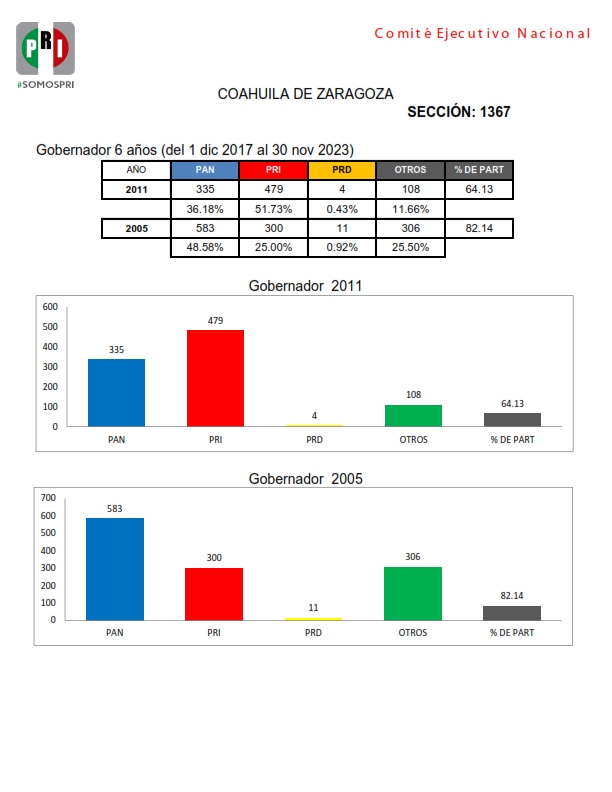 PRI
#SOMOSPRI
Comité Ejecutivo Nacional
COAHUILA DE ZARAGOZA
SECCIÓN: 1367
Gobernador 6 años (del 1 dic 2017 al 30 nov 2023)
AÑO PAN PRI PRD OTROS % DE PART
2011 335 479 4 108 64.13
36.18% 51.73% 0.43% 11.66%
2005 583 300 11 306 82.14
48.58% 25.00% 0.92% 25.50%
Gobernador 2011
600
500
400
300
200
100
0
335
479
4
108
64.13
PAN PRI PRD OTROS % DE PART
Gobernador 2005
700
600
500
400
300
200
100
0
583
300
11
306
82.14
PAN PRI PRD OTROS % DE PART